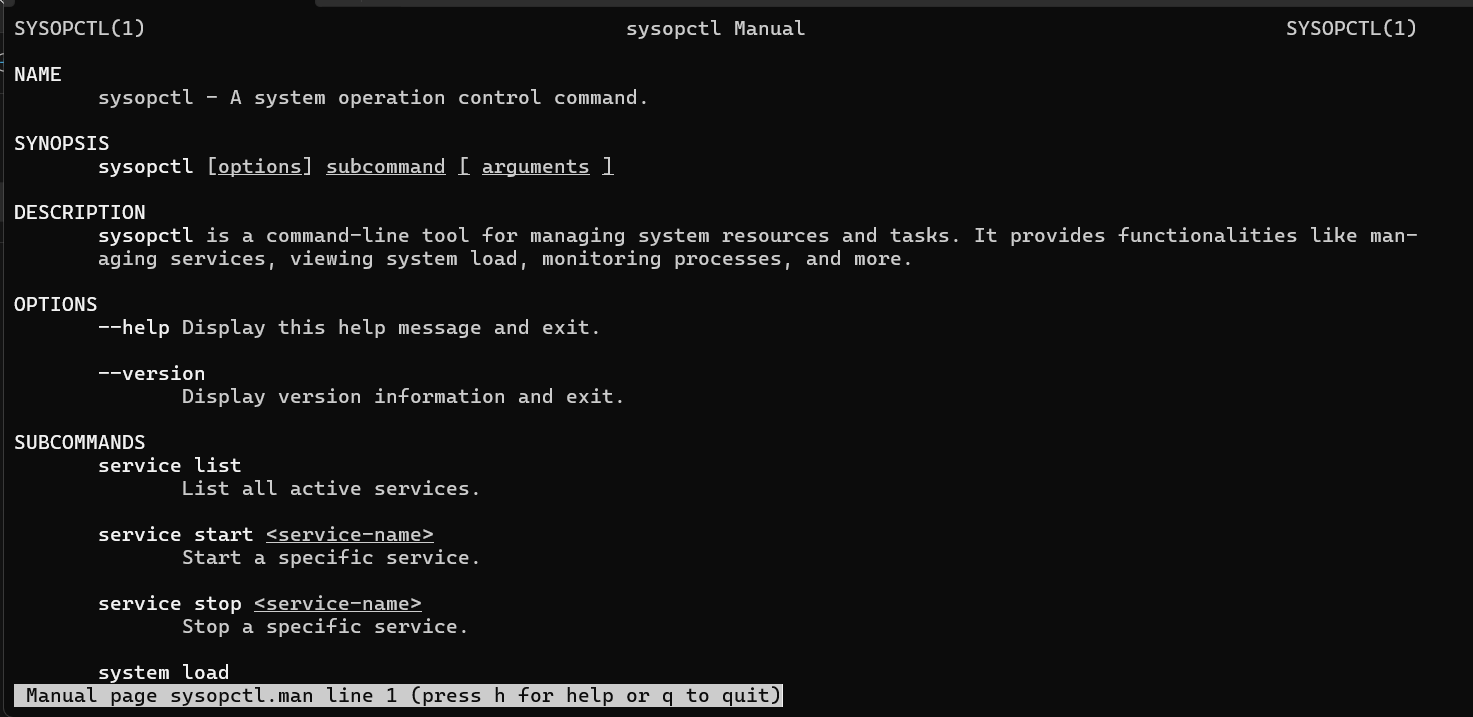 SYSOPCTL(1) sysopctl Manual SYSOPCTL(1)
NAME
sysopctl - A system operation control command.
SYNOPSIS
sysopctl [options] subcommand [ arguments ]
DESCRIPTION
sysopctl is a command-line tool for managing system resources and tasks. It provides functionalities like man-
aging services, viewing system load, monitoring processes, and more.
OPTIONS
--help Display this help message and exit.
--version
Display version information and exit.
SUBCOMMANDS
service list
List all active services.
service start <service-name>
Start a specific service.
service stop <service-name>
Stop a specific service.
system load
Manual page sysopctl.man line 1 (press h for help or q to quit)